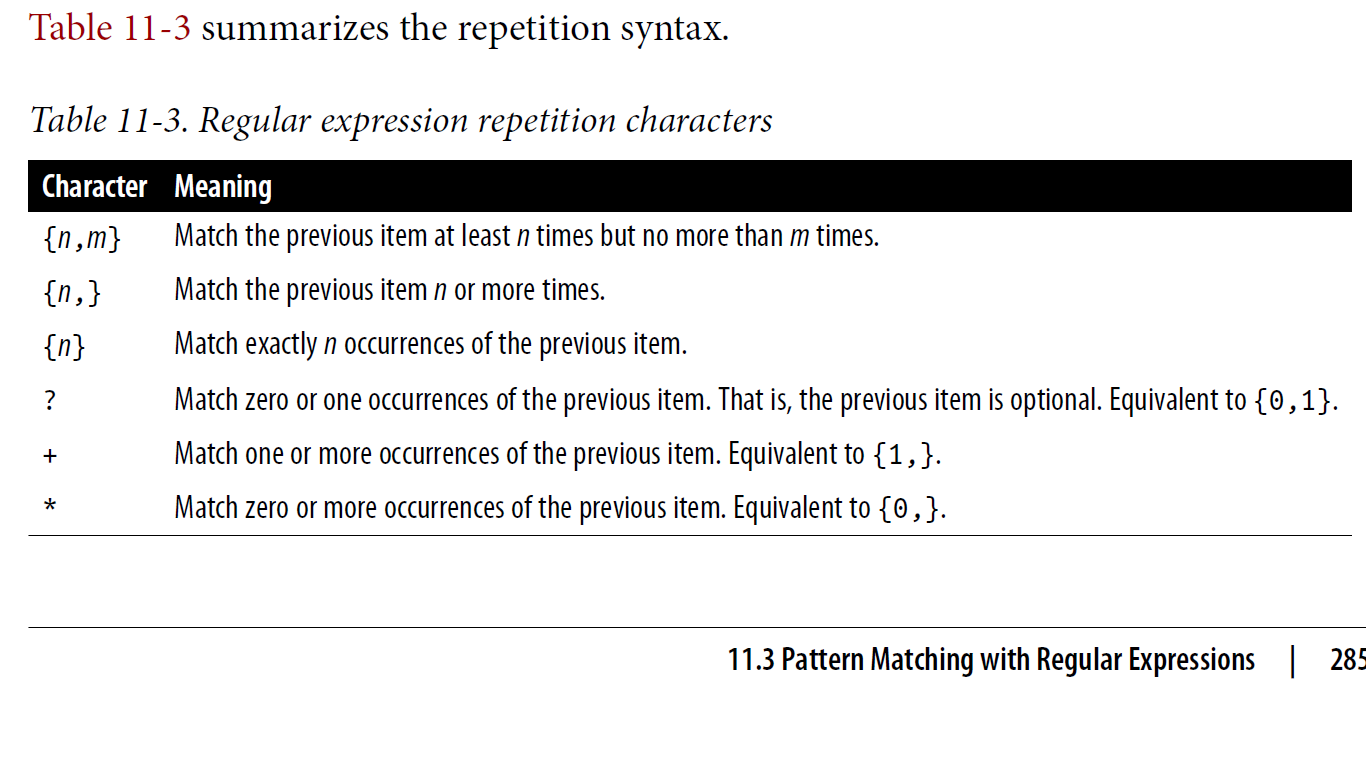 Table 11-3 summarizes the repetition syntax.
Table 11-3. Regular expression repetition characters
Character Meaning
{n,m} Match the previous item at least n times but no more than m times.
{n,} Match the previous item n or more times.
{n} Match exactly n occurrences of the previous item.
? Match zero or one occurrences of the previous item. That is, the previous item is optional. Equivalent to {0,1}.
+ Match one or more occurrences of the previous item. Equivalent to {1,}.
* Match zero or more occurrences of the previous item. Equivalent to {0,}.
11.3 Pattern Matching with Regular Expressions | 285